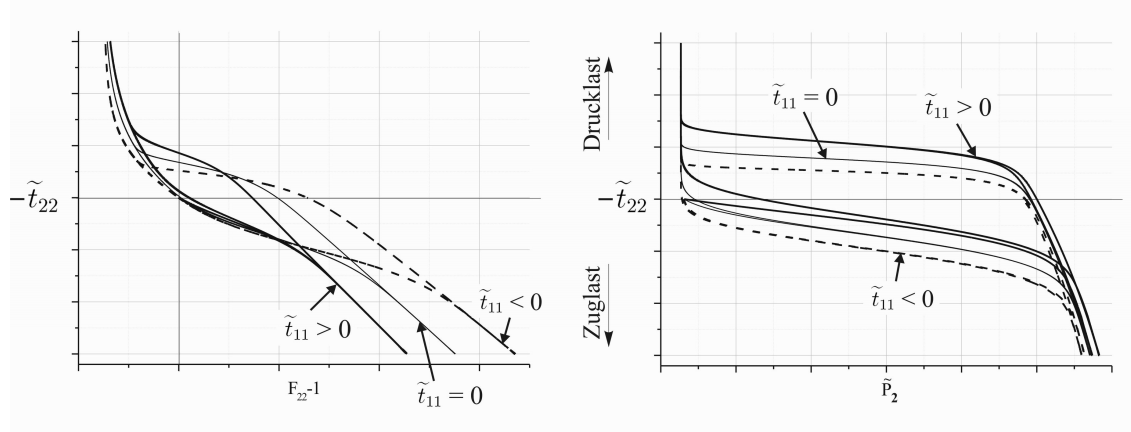 −t̃₂₂
t̃₁₁ > 0
t̃₁₁ = 0
t̃₁₁ < 0
F₂₂-1
Drucklast
Zuglast
−t̃₂₂
t̃₁₁ = 0
t̃₁₁ > 0
t̃₁₁ < 0
P̃₂